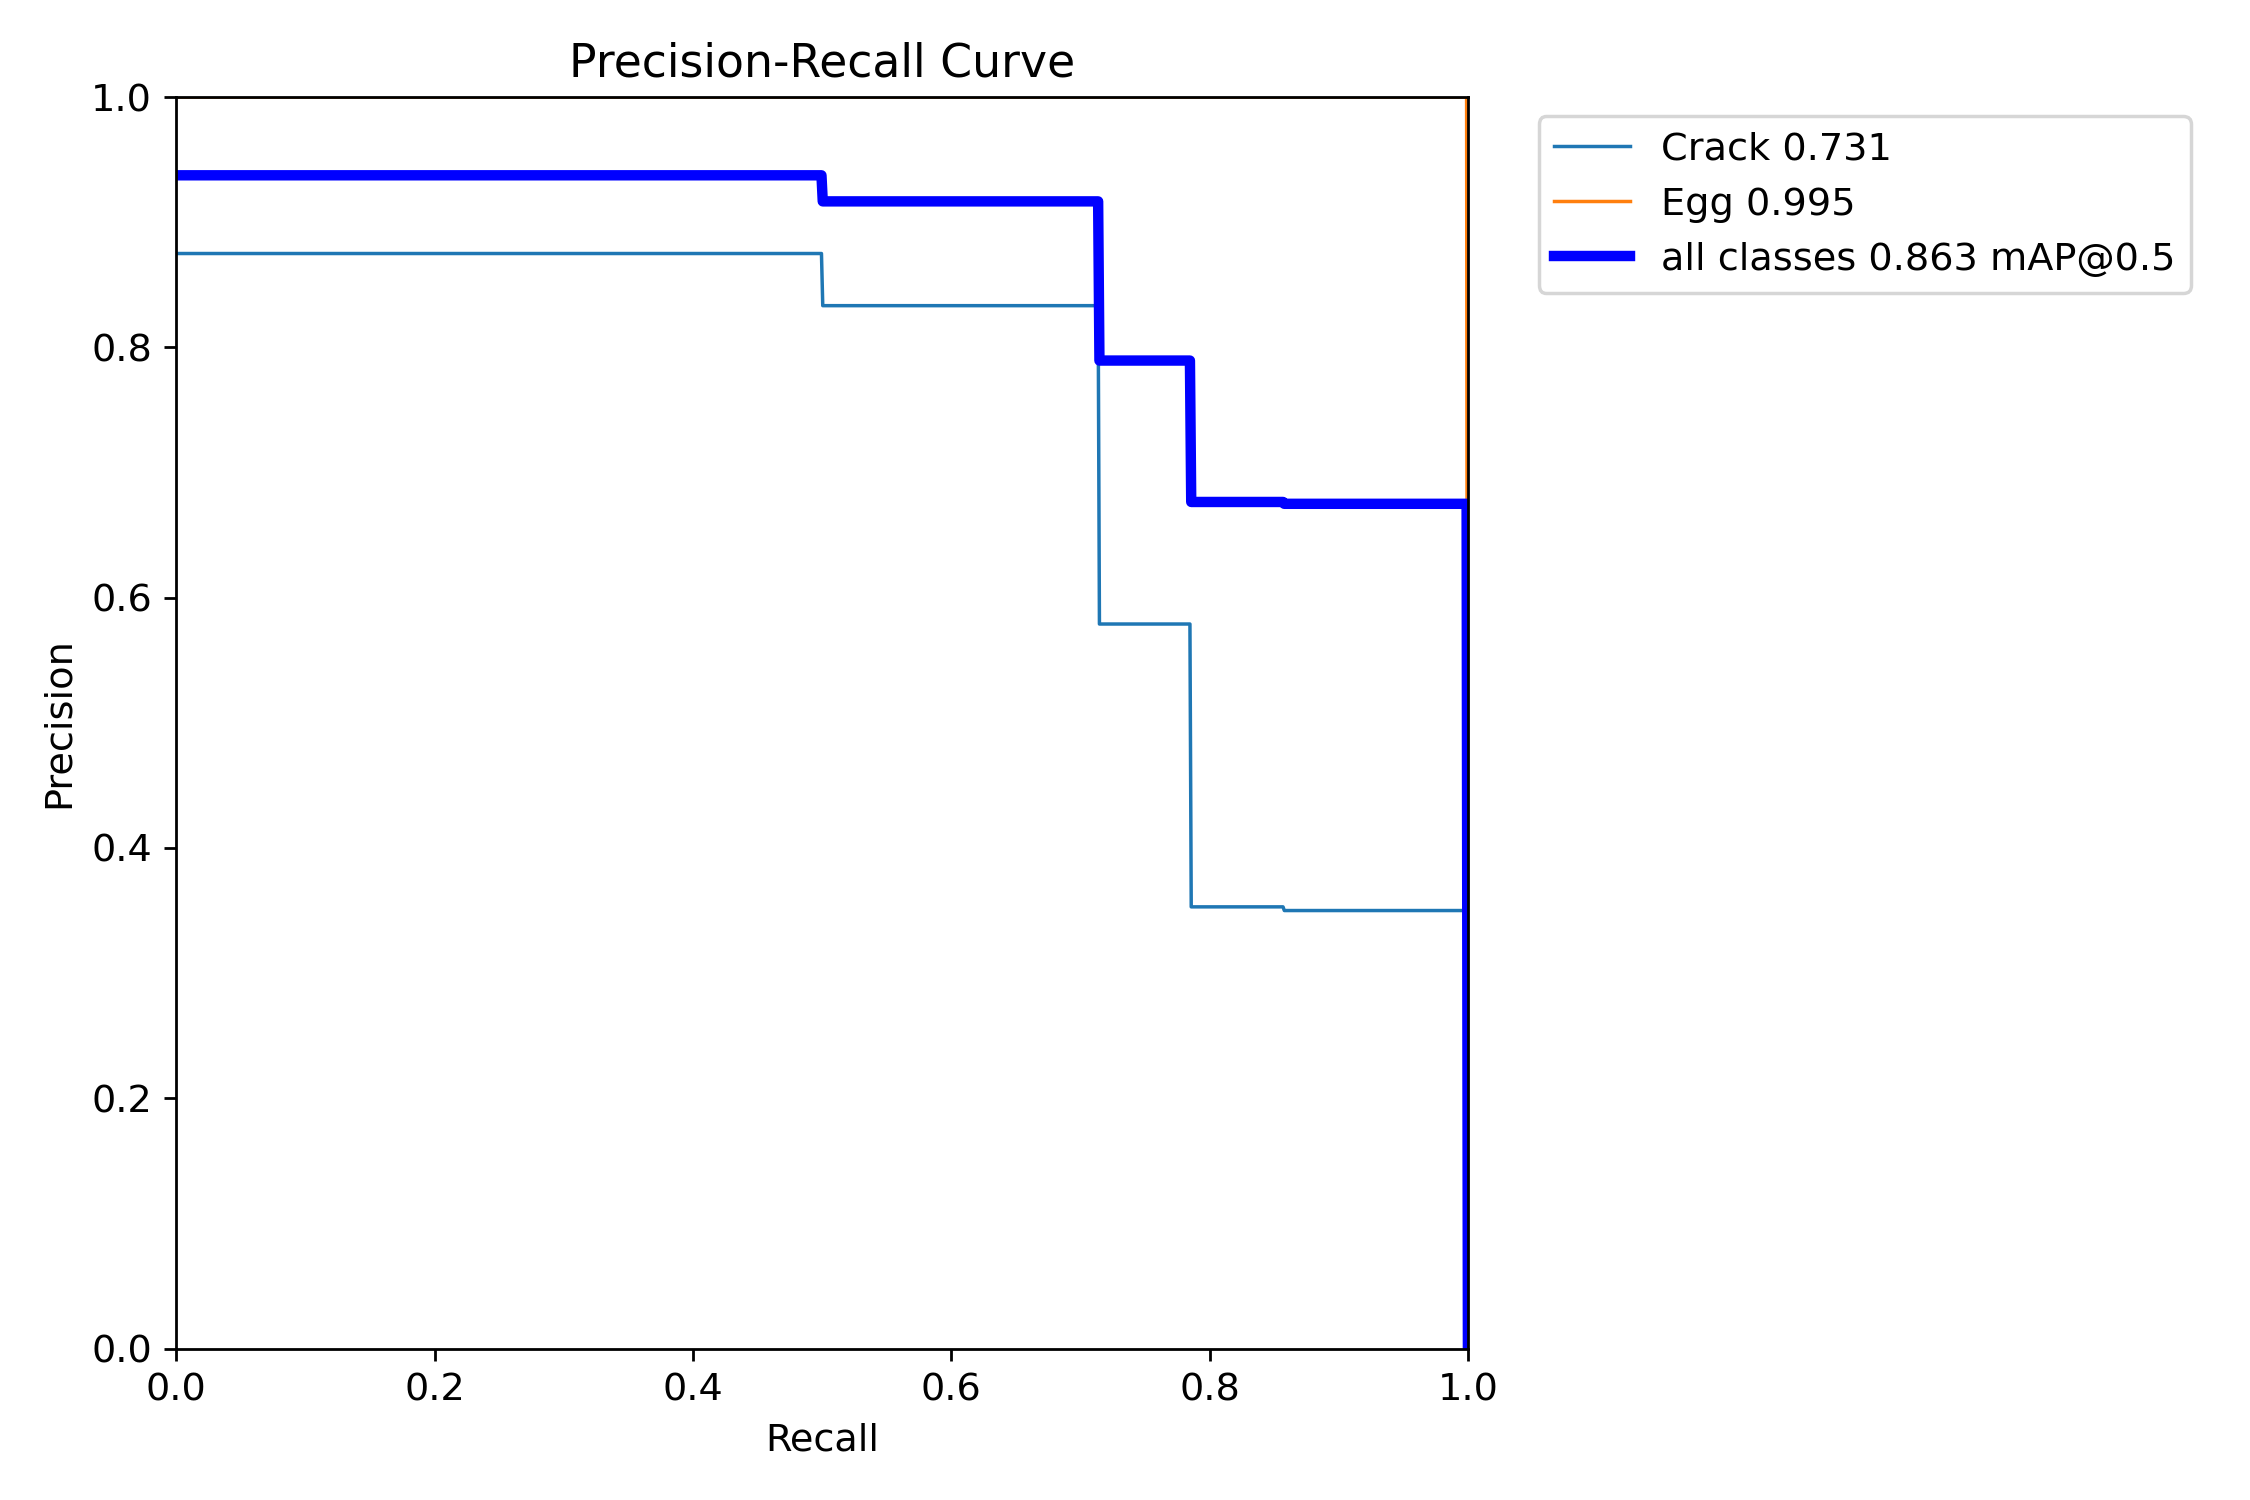 Precision-Recall Curve
1.0
0.8
0.6
0.4
0.2
0.0
Precision
0.0 0.2 0.4 0.6 0.8 1.0
Recall
Crack 0.731
Egg 0.995
all classes 0.863 mAP@0.5